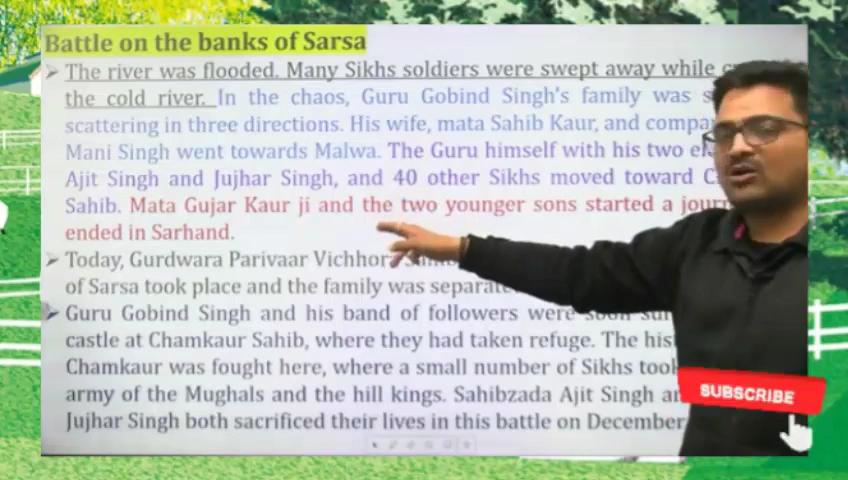 Battle on the banks of Sarsa
➤ The river was flooded. Many Sikhs soldiers were swept away while
the cold river. In the chaos, Guru Gobind Singh's family was
scattering in three directions. His wife, mata Sahib Kaur, and
Mani Singh went towards Malwa. The Guru himself with his two
Ajit Singh and Jujhar Singh, and 40 other Sikhs moved toward
Sahib. Mata Gujar Kaur ji and the two younger sons started a
ended in Sarhand.
➤ Today, Gurdwara Parivaar Vichhora
of Sarsa took place and the family was
➤ Guru Gobind Singh and his band of followers were soon
castle at Chamkaur Sahib, where they had taken refuge. The
Chamkaur was fought here, where a small number of Sikhs took
army of the Mughals and the hill kings. Sahibzada Ajit Singh
Jujhar Singh both sacrificed their lives in this battle on December
SUBSCRIBE